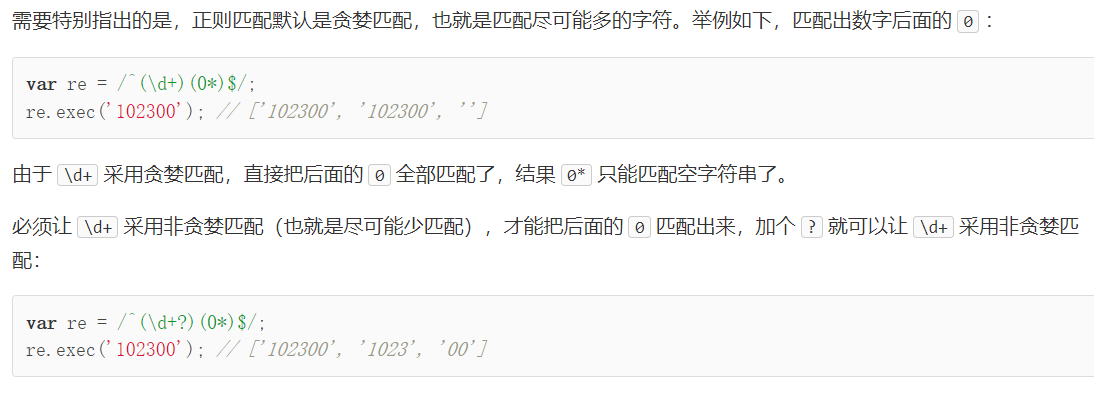 需要特别指出的是，正则匹配默认是贪婪匹配，也就是匹配尽可能多的字符。举例如下，匹配出数字后面的 0 ：
var re = /^(\d+)(0*)$/;
re.exec('102300'); // ['102300', '102300', '']
由于 \d+ 采用贪婪匹配，直接把后面的 0 全部匹配了，结果 0* 只能匹配空字符串了。
必须让 \d+ 采用非贪婪匹配（也就是尽可能少匹配），才能把后面的 0 匹配出来，加个 ? 就可以让 \d+ 采用非贪婪匹
配：
var re = /^(\d+?)(0*)$/;
re.exec('102300'); // ['102300', '1023', '00']